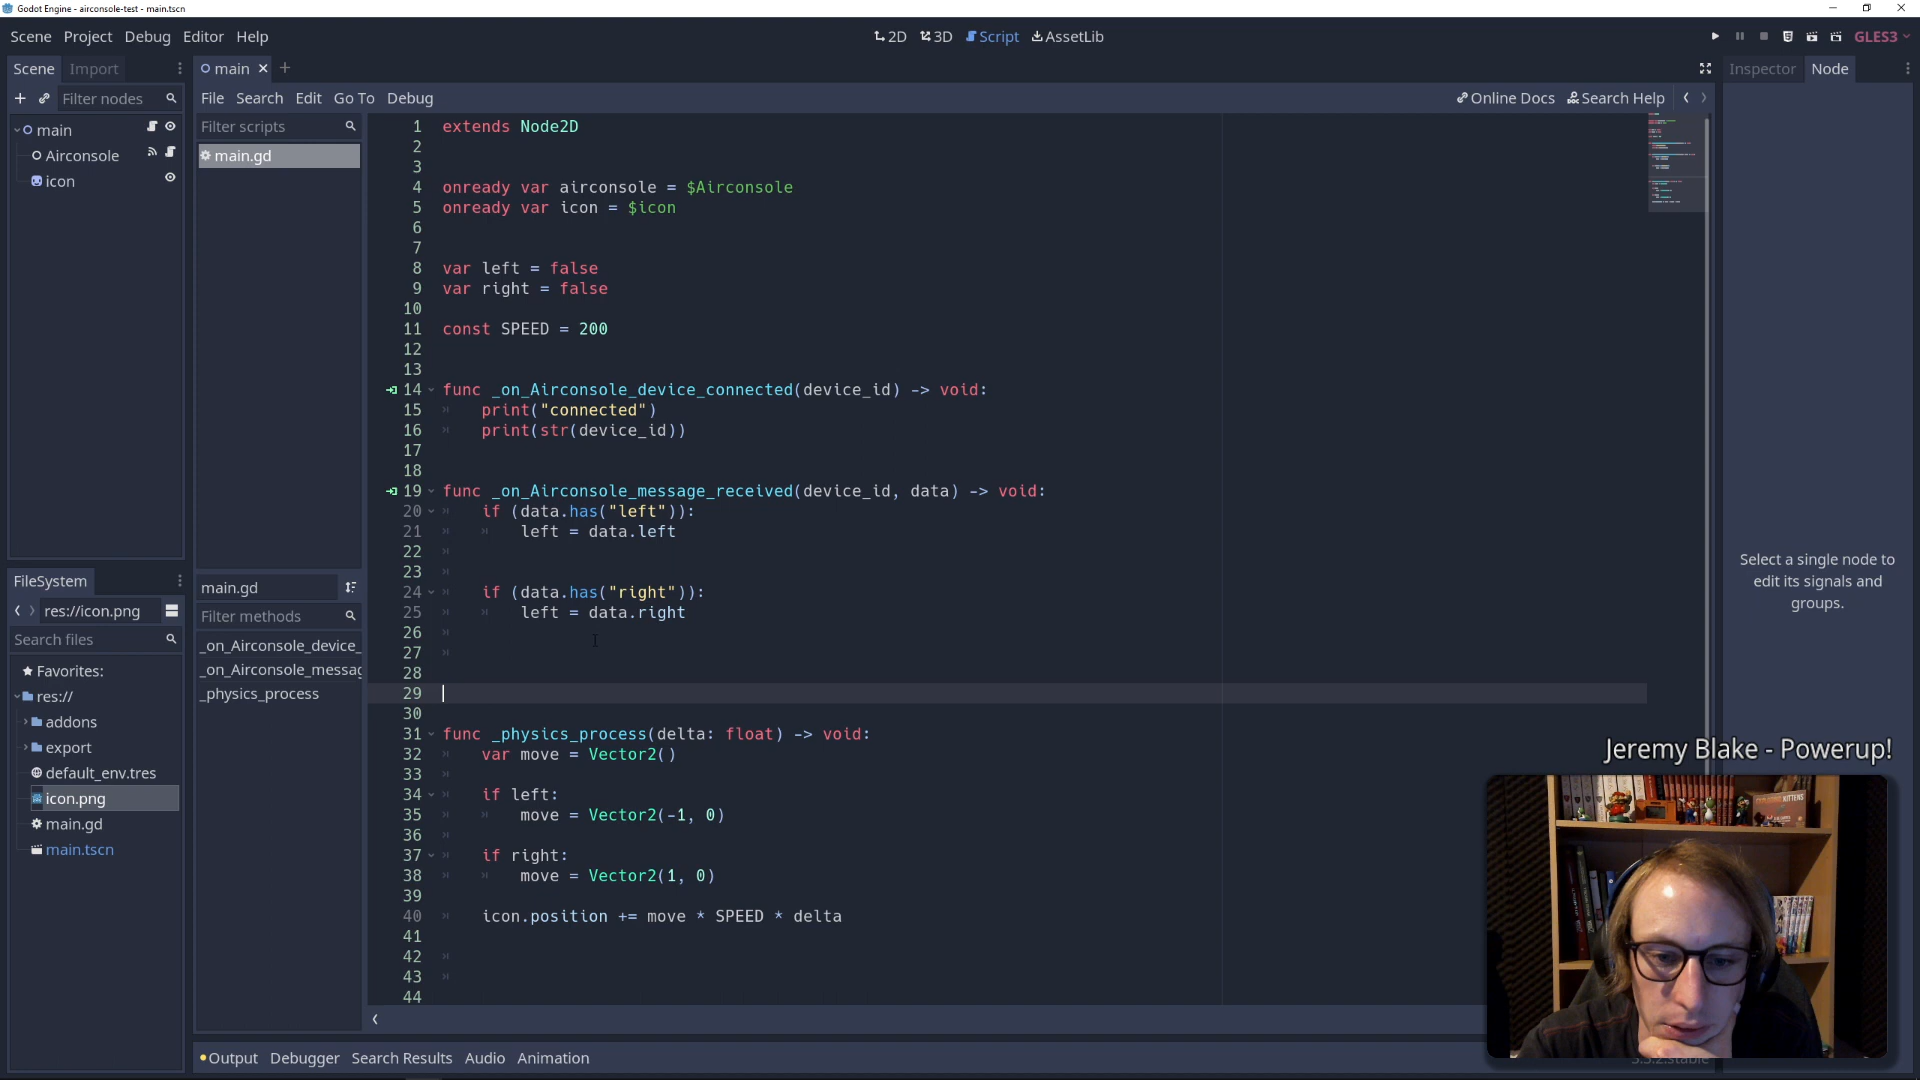 Godot Engine - airconsole-test - main.tscn
Scene Project Debug Editor Help
2D 3D Script AssetLib
GLES3
Scene Import
main
Inspector Node
Filter nodes
File Search Edit Go To Debug
Online Docs Search Help
main
Airconsole
icon
Filter scripts
main.gd
1 extends Node2D
2
3
4 onready var airconsole = $Airconsole
5 onready var icon = $icon
6
7
8 var left = false
9 var right = false
10
11 const SPEED = 200
12
13
14 func _on_Airconsole_device_connected(device_id) -> void:
15 print("connected")
16 print(str(device_id))
17
18
19 func _on_Airconsole_message_received(device_id, data) -> void:
20 if (data.has("left")):
21 left = data.left
22
23
24 if (data.has("right")):
25 left = data.right
26
27
28
29
30
31 func _physics_process(delta: float) -> void:
32 var move = Vector2()
33
34 if left:
35 move = Vector2(-1, 0)
36
37 if right:
38 move = Vector2(1, 0)
39
40 icon.position += move * SPEED * delta
41
42
43
44
FileSystem
res://icon.png
Search files
Favorites:
res://
addons
export
default_env.tres
icon.png
main.gd
main.tscn
main.gd
Filter methods
_on_Airconsole_device_
_on_Airconsole_messag
_physics_process
Select a single node to
edit its signals and
groups.
Jeremy Blake - Powerup!
Output Debugger Search Results Audio Animation